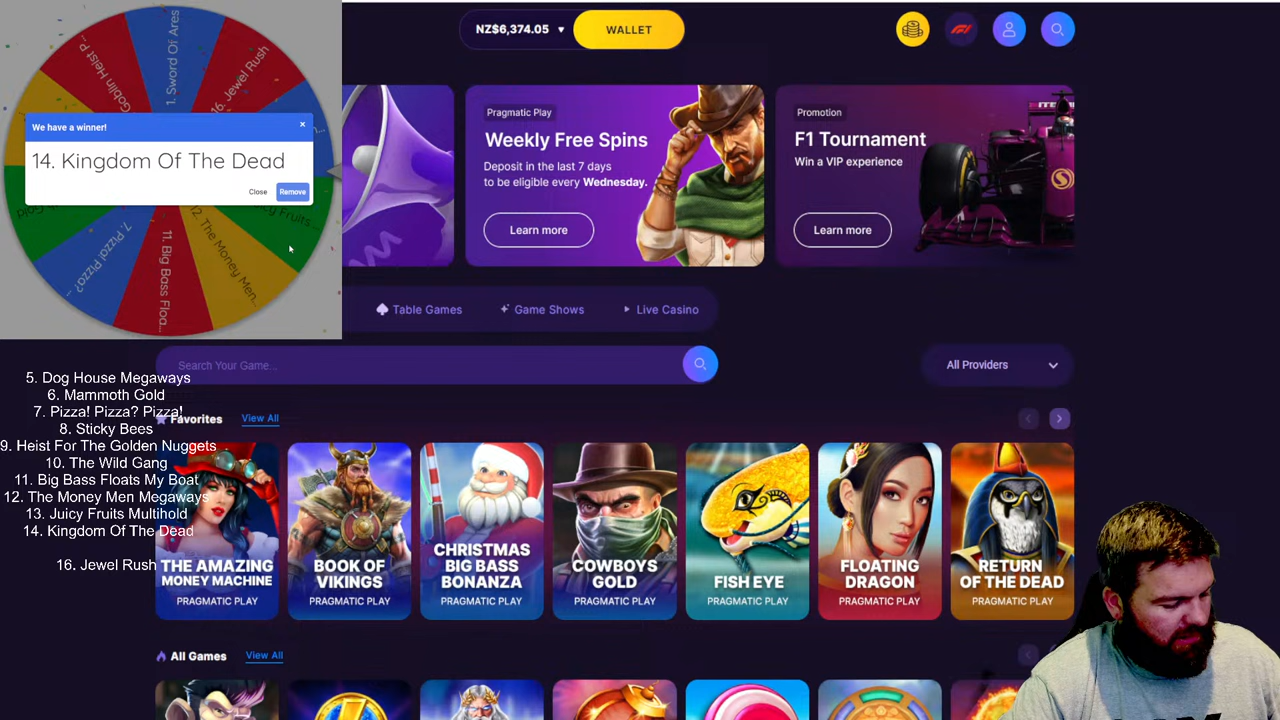 NZ$6,374.05
WALLET
Goblin Heist P...
1. Sword Of Ares
16. Jewel Rush
We have a winner!
14. Kingdom Of The Dead
Close
Remove
7. Pizza! Pizza? ...
11. Big Bass Floa...
12. The Money Men...
Pragmatic Play
Weekly Free Spins
Deposit in the last 7 days
to be eligible every Wednesday.
Learn more
Promotion
F1 Tournament
Win a VIP experience
Learn more
Table Games
Game Shows
Live Casino
Search Your Game...
All Providers
5. Dog House Megaways
6. Mammoth Gold
7. Pizza! Pizza? Pizza!
8. Sticky Bees
9. Heist For The Golden Nuggets
10. The Wild Gang
11. Big Bass Floats My Boat
12. The Money Men Megaways
13. Juicy Fruits Multihold
14. Kingdom Of The Dead
16. Jewel Rush
Favorites
View All
THE AMAZING
MONEY MACHINE
PRAGMATIC PLAY
BOOK OF
VIKINGS
PRAGMATIC PLAY
CHRISTMAS
BIG BASS
BONANZA
PRAGMATIC PLAY
COWBOYS
GOLD
PRAGMATIC PLAY
FISH EYE
PRAGMATIC PLAY
FLOATING
DRAGON
PRAGMATIC PLAY
RETURN
OF THE DEAD
PRAGMATIC PLAY
All Games
View All